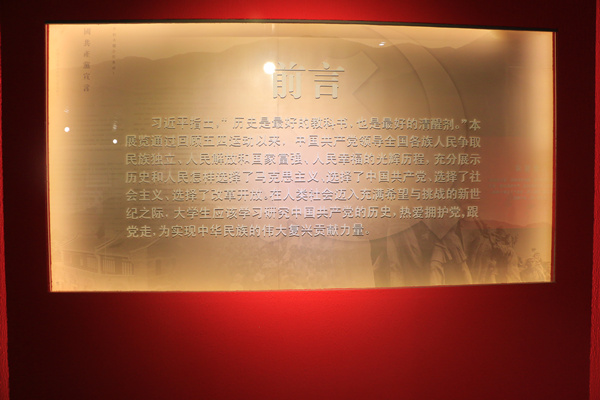 前言
习近平指出，”历史是最好的教科书，也是最好的清醒剂。”本
展览通过回顾五四运动以来，中国共产党领导全国各族人民争取
民族独立、人民解放和国家富强、人民幸福的光辉历程，充分展示
历史和人民怎样选择了马克思主义，选择了中国共产党，选择了社
会主义，选择了改革开放。在人类社会迈入充满希望与挑战的新世
纪之际，大学生应该学习研究中国共产党的历史，热爱拥护党，跟
党走，为实现中华民族的伟大复兴贡献力量。